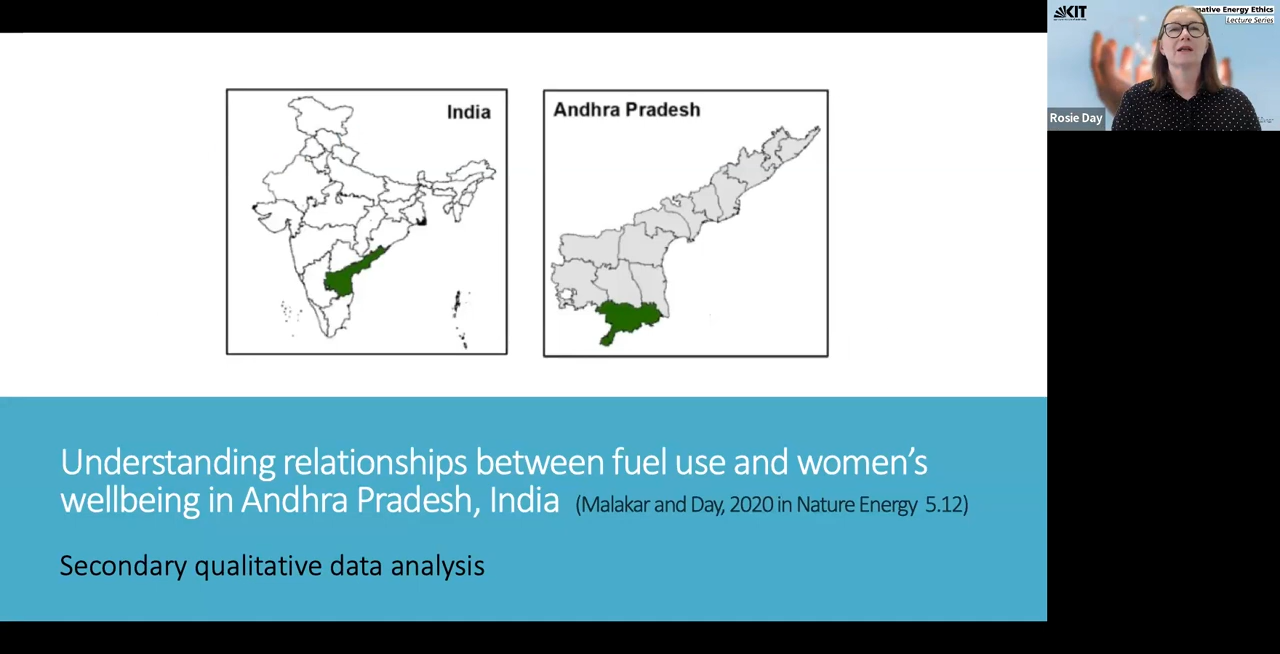 India
Andhra Pradesh
Understanding relationships between fuel use and women’s
wellbeing in Andhra Pradesh, India (Malakar and Day, 2020 in Nature Energy 5.12)
Secondary qualitative data analysis
KIT
Energy Ethics
Lecture Series
Rosie Day